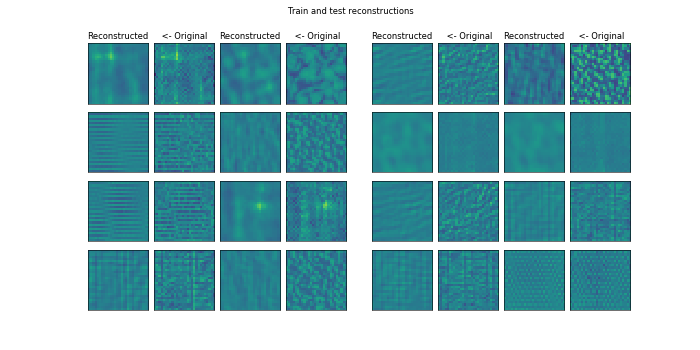 Train and test reconstructions
Reconstructed <- Original Reconstructed <- Original Reconstructed <- Original Reconstructed <- Original